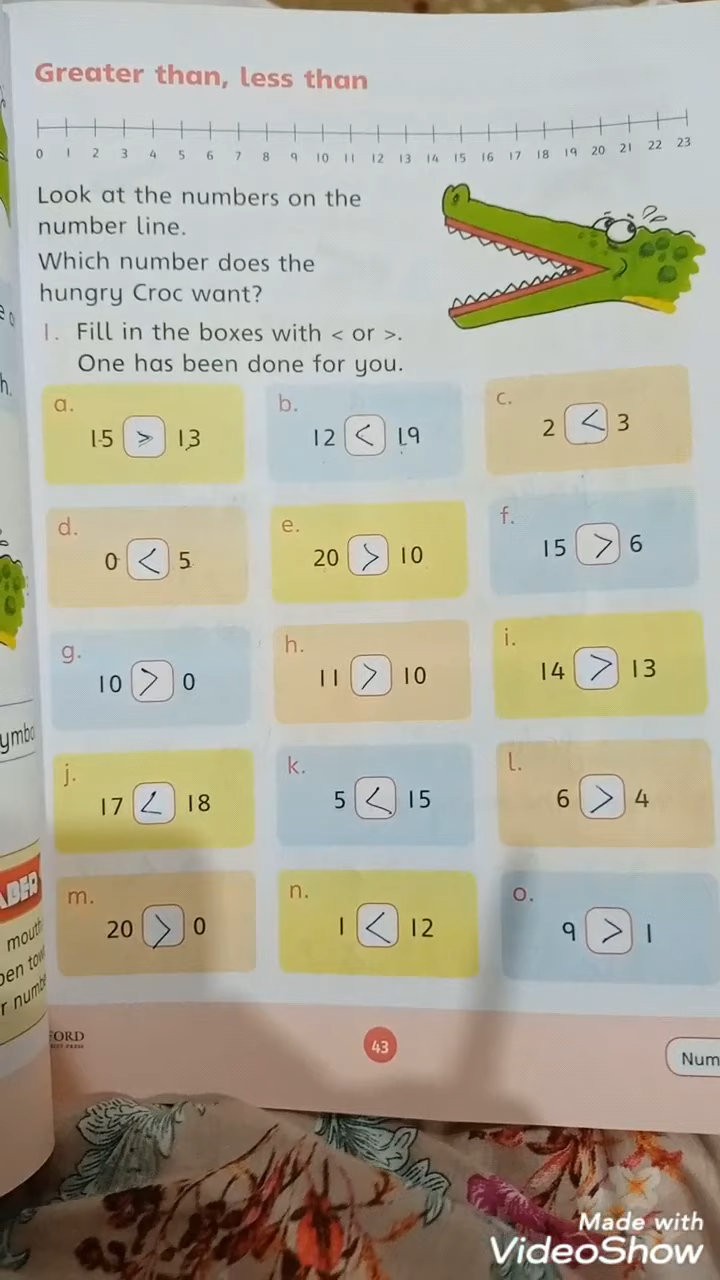 Greater than, less than
0 1 2 3 4 5 6 7 8 9 10 11 12 13 14 15 16 17 18 19 20 21 22 23
Look at the numbers on the
number line.
Which number does the
hungry Croc want?
1. Fill in the boxes with < or >.
One has been done for you.
a. 15 > 13
b. 12 < 19
c. 2 < 3
d. 0 < 5
e. 20 > 10
f. 15 > 6
g. 10 > 0
h. 11 > 10
i. 14 > 13
j. 17 < 18
k. 5 < 15
l. 6 > 4
m. 20 > 0
n. 1 < 12
o. 9 > 1
43
Num
Made with
VideoShow